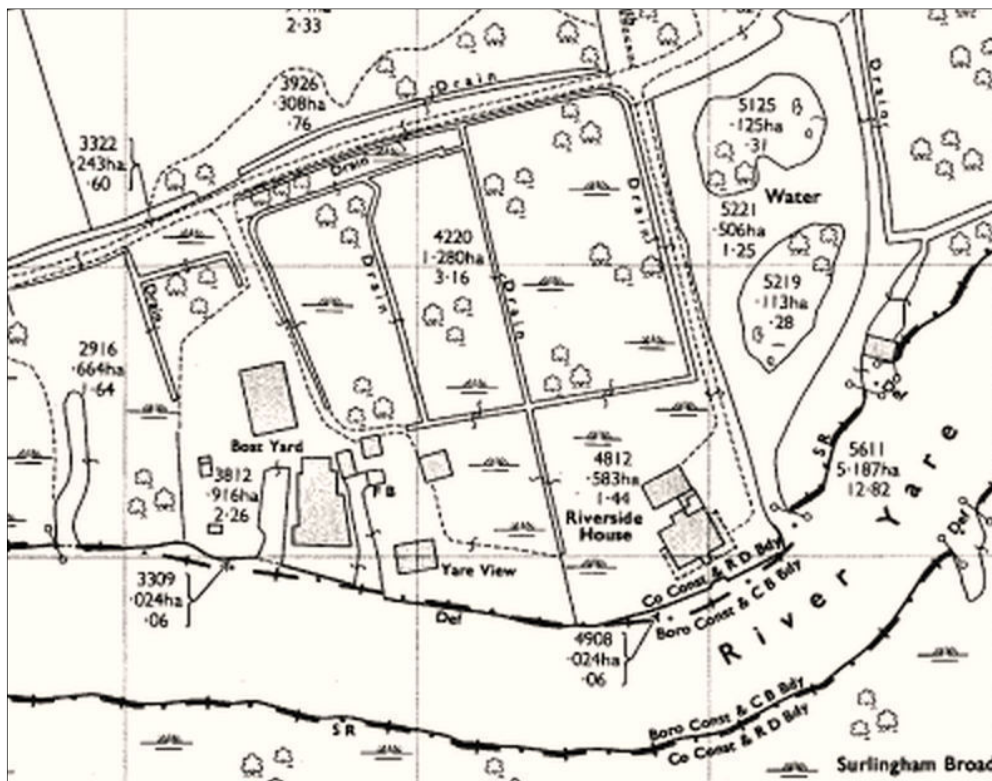 2·33
3926
·308ha
·76
Drain
3322
·243ha
·60
5125
·125ha
·31
Drain
Water
5221
·506ha
1·25
Drain
4220
1·280ha
3·16
Drain
Drain
Drain
5219
·113ha
·28
Drain
2916
·664ha
1·64
Def
Boat Yard
3812
·916ha
2·26
F B
4812
·583ha
1·44
Riverside
House
SR
5611
5·187ha
12·82
Def
Yare View
3309
·024ha
·06
Def
Co Const & R D Bdy
Boro Const & C B Bdy
4908
·024ha
·06
River Yare
Boro Const & C B Bdy
Co Const & R D Bdy
SR
Surlingham Broad